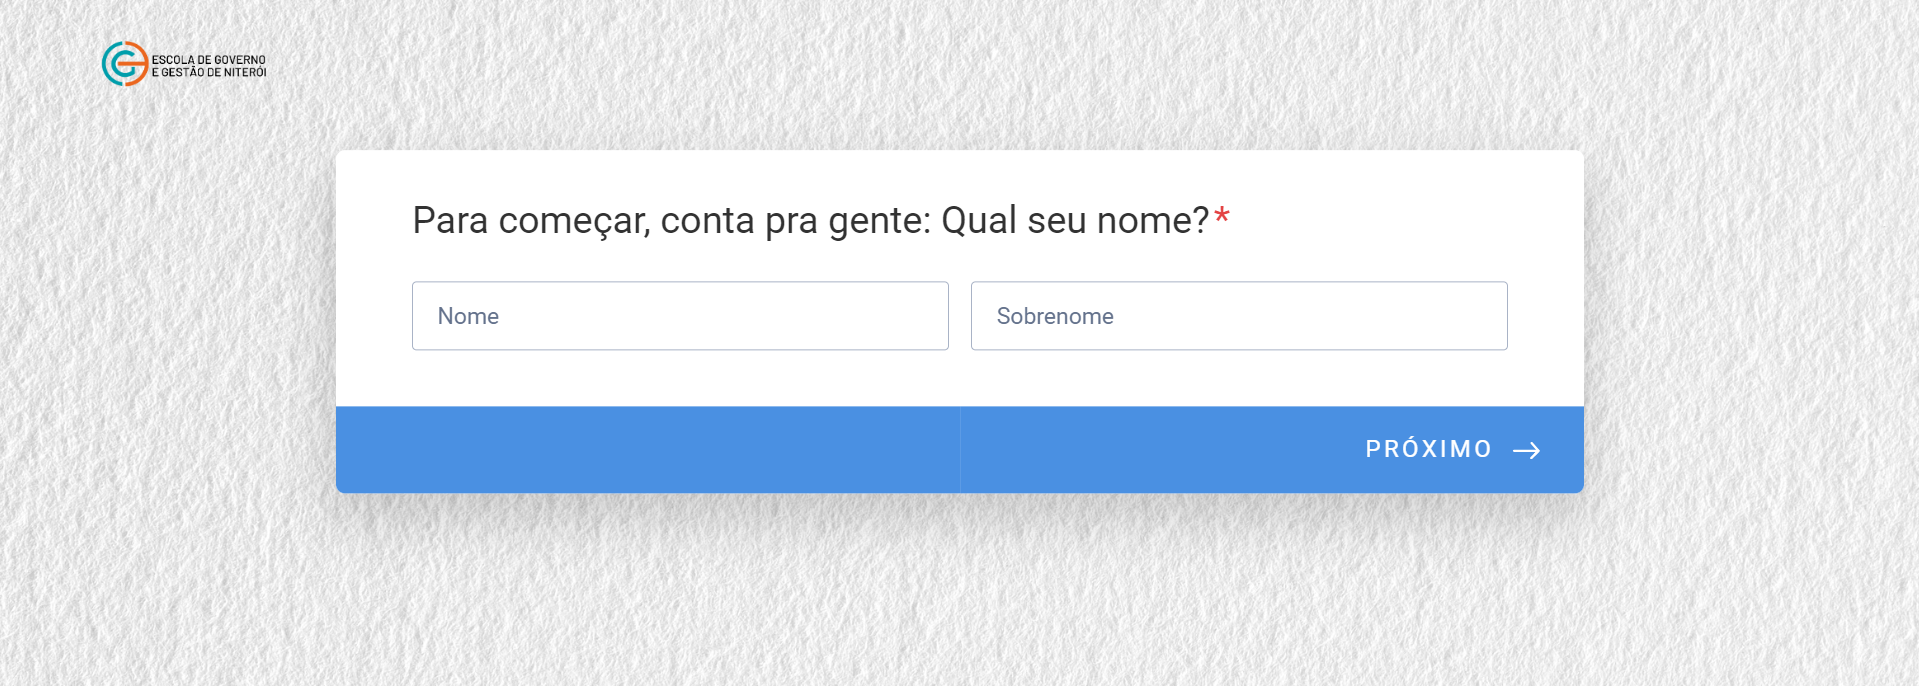 ESCOLA DE GOVERNO
E GESTÃO DE NITERÓI
Para começar, conta pra gente: Qual seu nome?*
Nome
Sobrenome
PRÓXIMO →